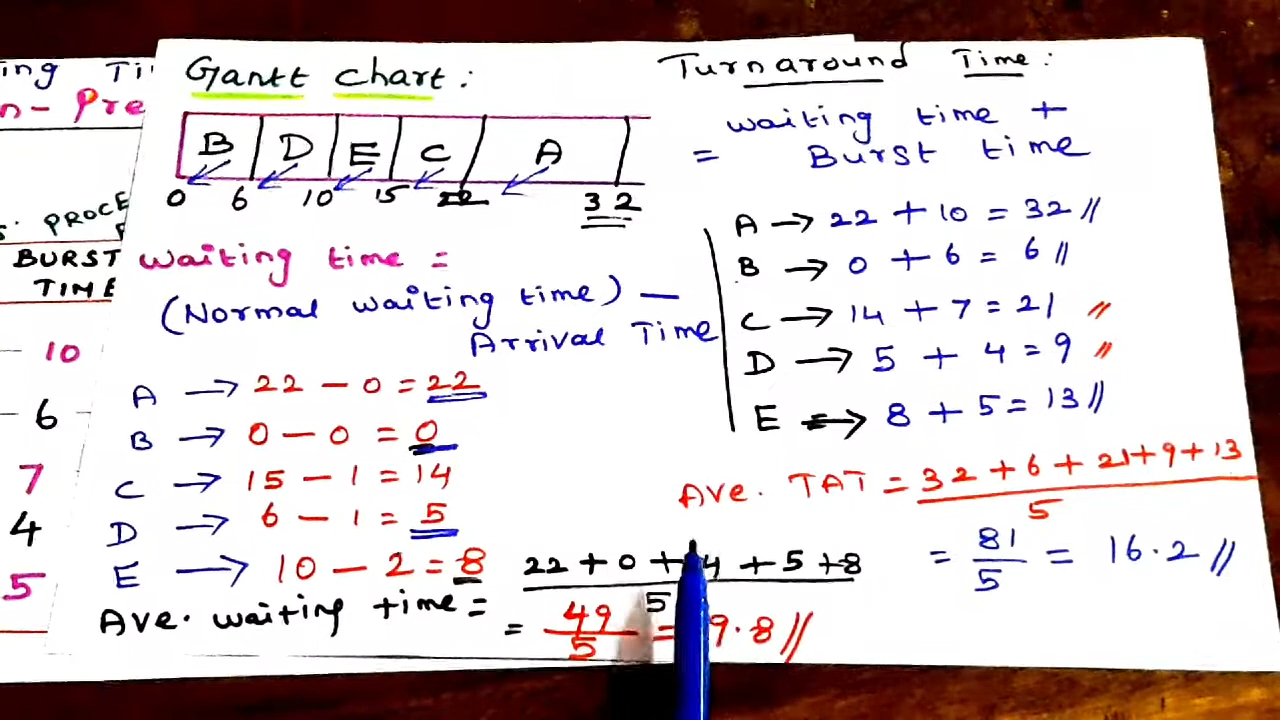 ing Ti
n- Pre
PROCE
BURST
TIME
10
6
7
4
5
Gantt chart:
B D E C A
0 6 10 15 22 32
Waiting time =
(Normal waiting time) —
Arrival Time
A → 22 - 0 = 22
B → 0 - 0 = 0
C → 15 - 1 = 14
D → 6 - 1 = 5
E → 10 - 2 = 8
Ave. waiting time =
22 + 0 + 14 + 5 + 8
5
= 49
5
= 9.8 //
Turnaround Time:
= waiting time +
Burst time
A → 22 + 10 = 32 //
B → 0 + 6 = 6 //
C → 14 + 7 = 21 //
D → 5 + 4 = 9 //
E → 8 + 5 = 13 //
Ave. TAT = 32 + 6 + 21 + 9 + 13
5
= 81
5
= 16.2 //